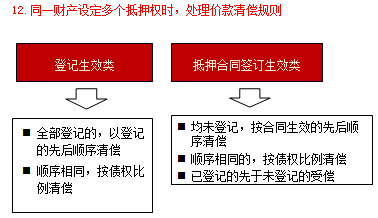 12. 同一财产设定多个抵押权时，处理价款清偿规则
登记生效类
抵押合同签订生效类
■ 全部登记的，以登记
的先后顺序清偿
■ 顺序相同，按债权比
例清偿
■ 均未登记，按合同生效的先后顺
序清偿
■ 顺序相同的，按债权比例清偿
■ 已登记的先于未登记的受偿